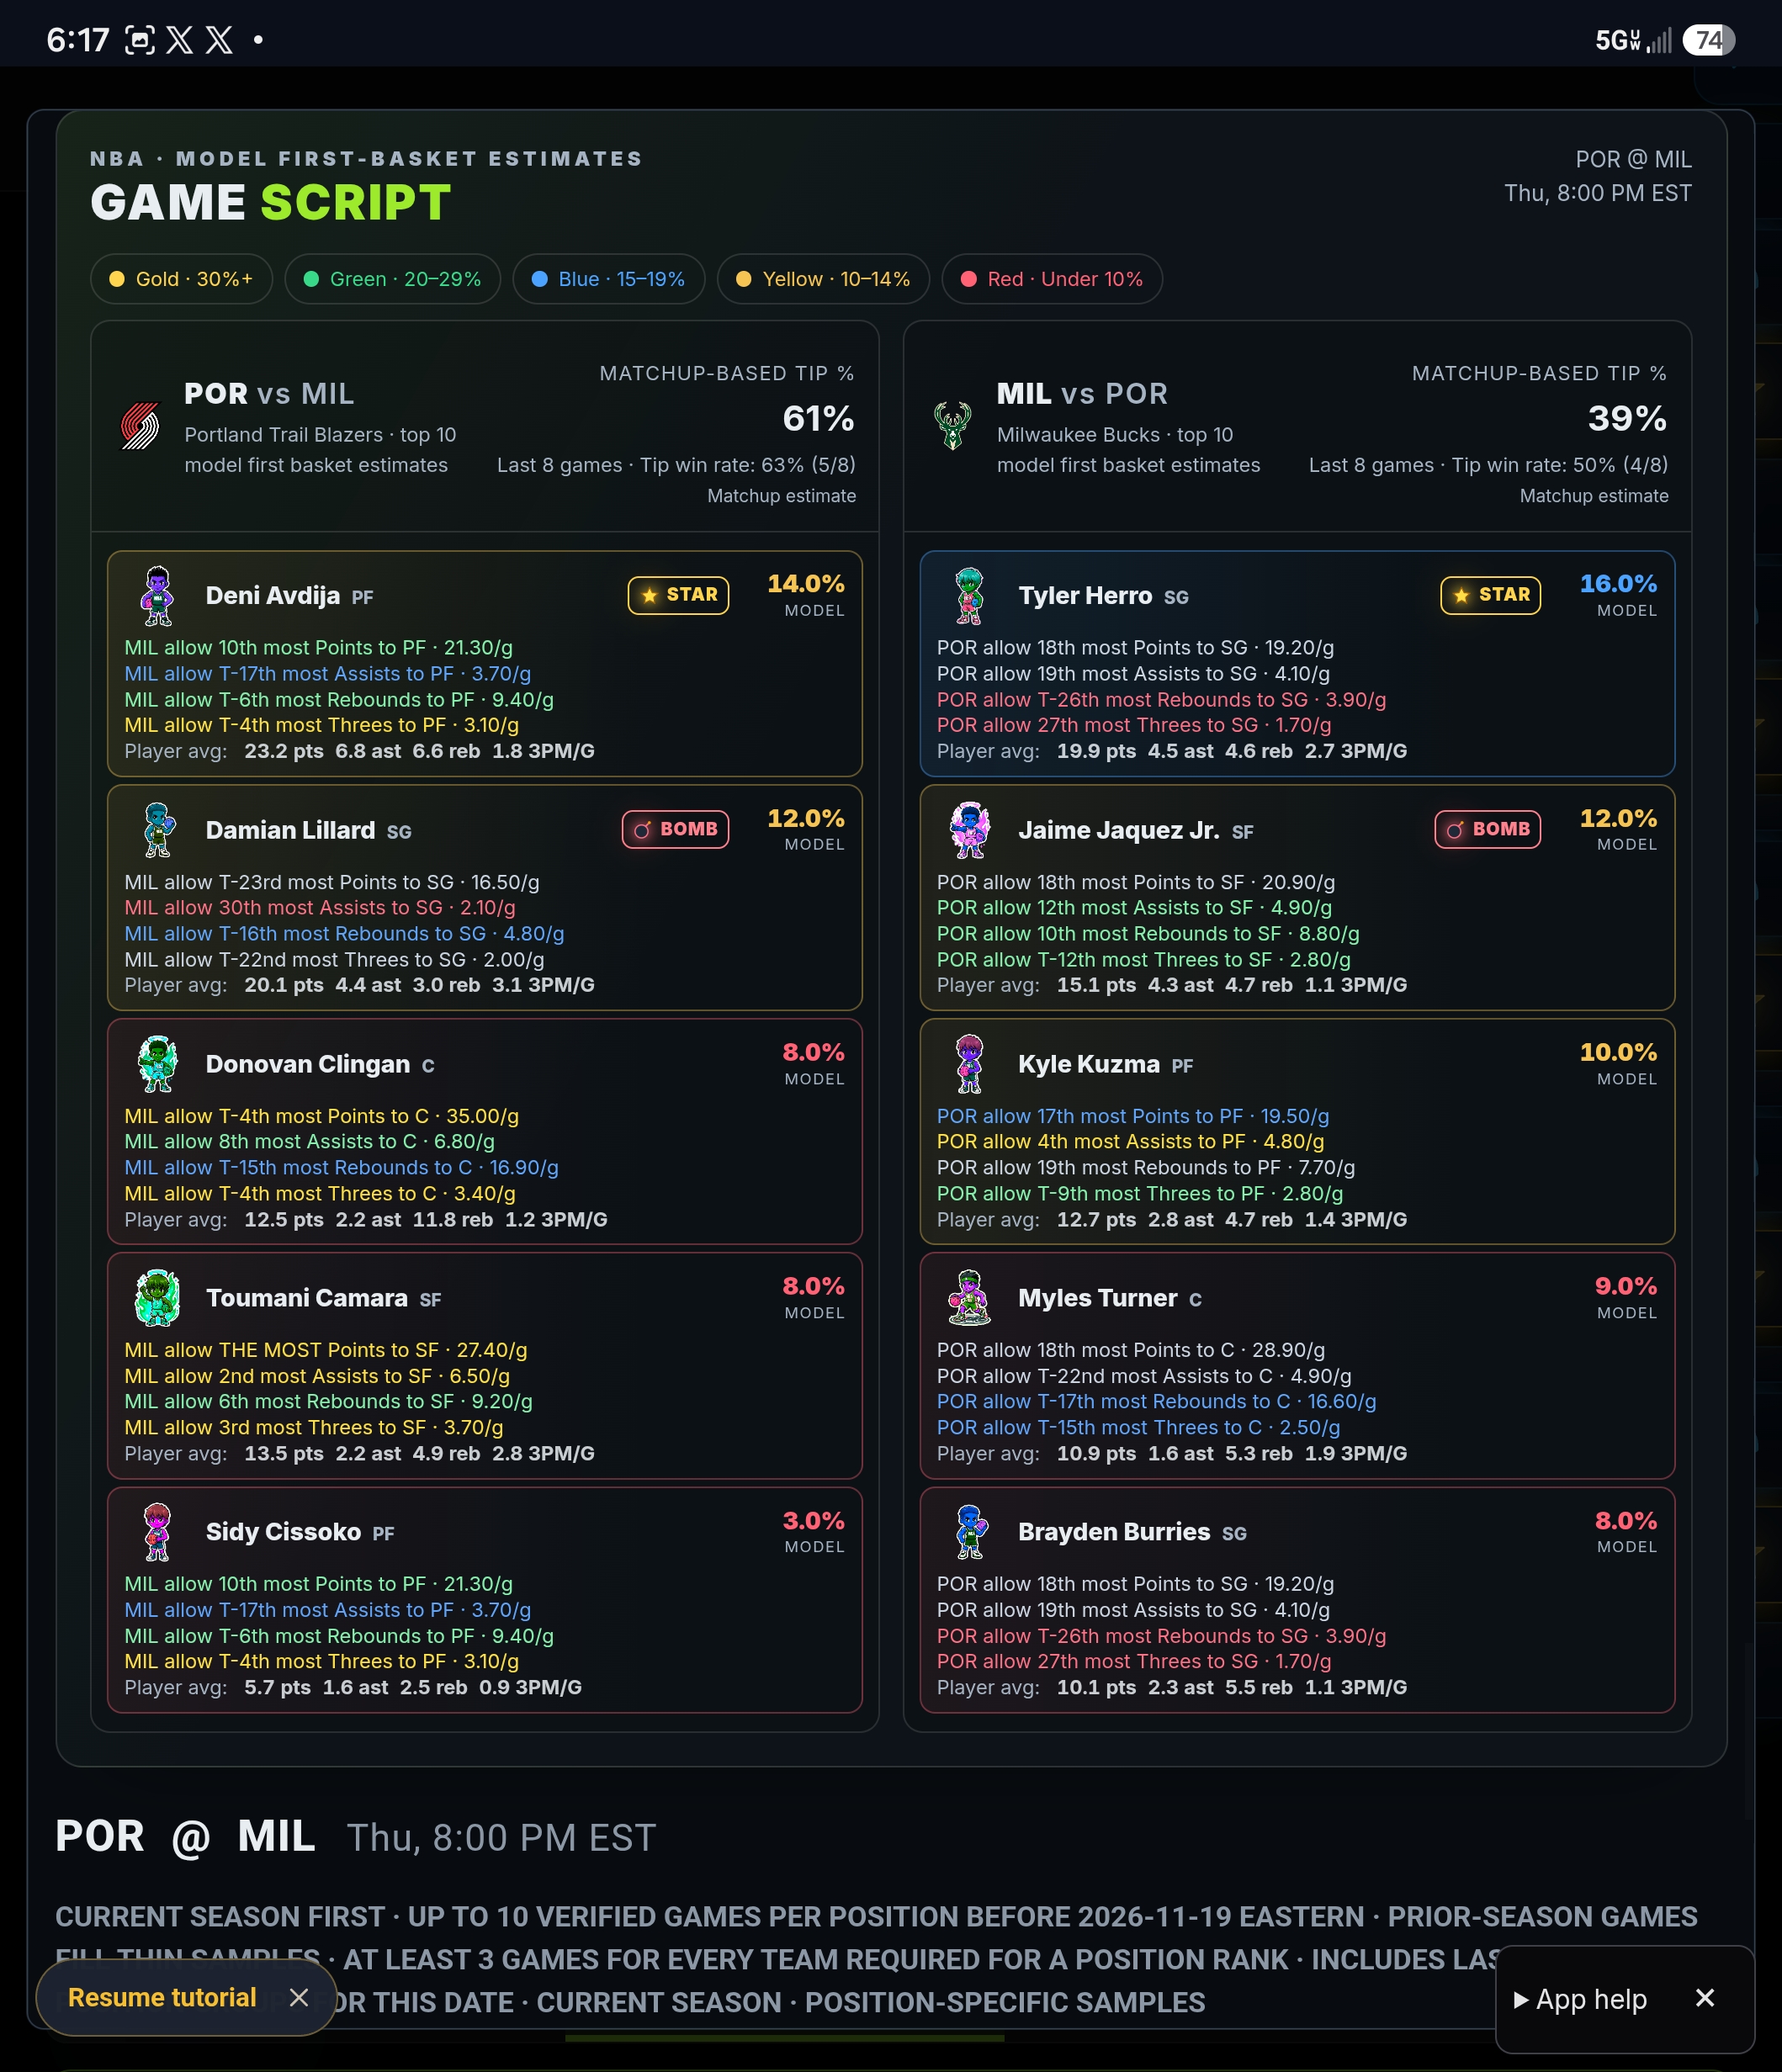 6:17
5G UW
74
NBA · MODEL FIRST-BASKET ESTIMATES
GAME SCRIPT
POR @ MIL
Thu, 8:00 PM EST
Gold · 30%+
Green · 20–29%
Blue · 15–19%
Yellow · 10–14%
Red · Under 10%
POR vs MIL
Portland Trail Blazers · top 10
model first basket estimates
MATCHUP-BASED TIP %
61%
Last 8 games · Tip win rate: 63% (5/8)
Matchup estimate
Deni Avdija PF
STAR
14.0%
MODEL
MIL allow 10th most Points to PF · 21.30/g
MIL allow T-17th most Assists to PF · 3.70/g
MIL allow T-6th most Rebounds to PF · 9.40/g
MIL allow T-4th most Threes to PF · 3.10/g
Player avg: 23.2 pts 6.8 ast 6.6 reb 1.8 3PM/G
Damian Lillard SG
BOMB
12.0%
MODEL
MIL allow T-23rd most Points to SG · 16.50/g
MIL allow 30th most Assists to SG · 2.10/g
MIL allow T-16th most Rebounds to SG · 4.80/g
MIL allow T-22nd most Threes to SG · 2.00/g
Player avg: 20.1 pts 4.4 ast 3.0 reb 3.1 3PM/G
Donovan Clingan C
8.0%
MODEL
MIL allow T-4th most Points to C · 35.00/g
MIL allow 8th most Assists to C · 6.80/g
MIL allow T-15th most Rebounds to C · 16.90/g
MIL allow T-4th most Threes to C · 3.40/g
Player avg: 12.5 pts 2.2 ast 11.8 reb 1.2 3PM/G
Toumani Camara SF
8.0%
MODEL
MIL allow THE MOST Points to SF · 27.40/g
MIL allow 2nd most Assists to SF · 6.50/g
MIL allow 6th most Rebounds to SF · 9.20/g
MIL allow 3rd most Threes to SF · 3.70/g
Player avg: 13.5 pts 2.2 ast 4.9 reb 2.8 3PM/G
Sidy Cissoko PF
3.0%
MODEL
MIL allow 10th most Points to PF · 21.30/g
MIL allow T-17th most Assists to PF · 3.70/g
MIL allow T-6th most Rebounds to PF · 9.40/g
MIL allow T-4th most Threes to PF · 3.10/g
Player avg: 5.7 pts 1.6 ast 2.5 reb 0.9 3PM/G
MIL vs POR
Milwaukee Bucks · top 10
model first basket estimates
MATCHUP-BASED TIP %
39%
Last 8 games · Tip win rate: 50% (4/8)
Matchup estimate
Tyler Herro SG
STAR
16.0%
MODEL
POR allow 18th most Points to SG · 19.20/g
POR allow 19th most Assists to SG · 4.10/g
POR allow T-26th most Rebounds to SG · 3.90/g
POR allow 27th most Threes to SG · 1.70/g
Player avg: 19.9 pts 4.5 ast 4.6 reb 2.7 3PM/G
Jaime Jaquez Jr. SF
BOMB
12.0%
MODEL
POR allow 18th most Points to SF · 20.90/g
POR allow 12th most Assists to SF · 4.90/g
POR allow 10th most Rebounds to SF · 8.80/g
POR allow T-12th most Threes to SF · 2.80/g
Player avg: 15.1 pts 4.3 ast 4.7 reb 1.1 3PM/G
Kyle Kuzma PF
10.0%
MODEL
POR allow 17th most Points to PF · 19.50/g
POR allow 4th most Assists to PF · 4.80/g
POR allow 19th most Rebounds to PF · 7.70/g
POR allow T-9th most Threes to PF · 2.80/g
Player avg: 12.7 pts 2.8 ast 4.7 reb 1.4 3PM/G
Myles Turner C
9.0%
MODEL
POR allow 18th most Points to C · 28.90/g
POR allow T-22nd most Assists to C · 4.90/g
POR allow T-17th most Rebounds to C · 16.60/g
POR allow T-15th most Threes to C · 2.50/g
Player avg: 10.9 pts 1.6 ast 5.3 reb 1.9 3PM/G
Brayden Burries SG
8.0%
MODEL
POR allow 18th most Points to SG · 19.20/g
POR allow 19th most Assists to SG · 4.10/g
POR allow T-26th most Rebounds to SG · 3.90/g
POR allow 27th most Threes to SG · 1.70/g
Player avg: 10.1 pts 2.3 ast 5.5 reb 1.1 3PM/G
POR @ MIL Thu, 8:00 PM EST
CURRENT SEASON FIRST · UP TO 10 VERIFIED GAMES PER POSITION BEFORE 2026-11-19 EASTERN · PRIOR-SEASON GAMES
FILL THIN SAMPLES · AT LEAST 3 GAMES FOR EVERY TEAM REQUIRED FOR A POSITION RANK · INCLUDES
FOR THIS DATE · CURRENT SEASON · POSITION-SPECIFIC SAMPLES
Resume tutorial
App help